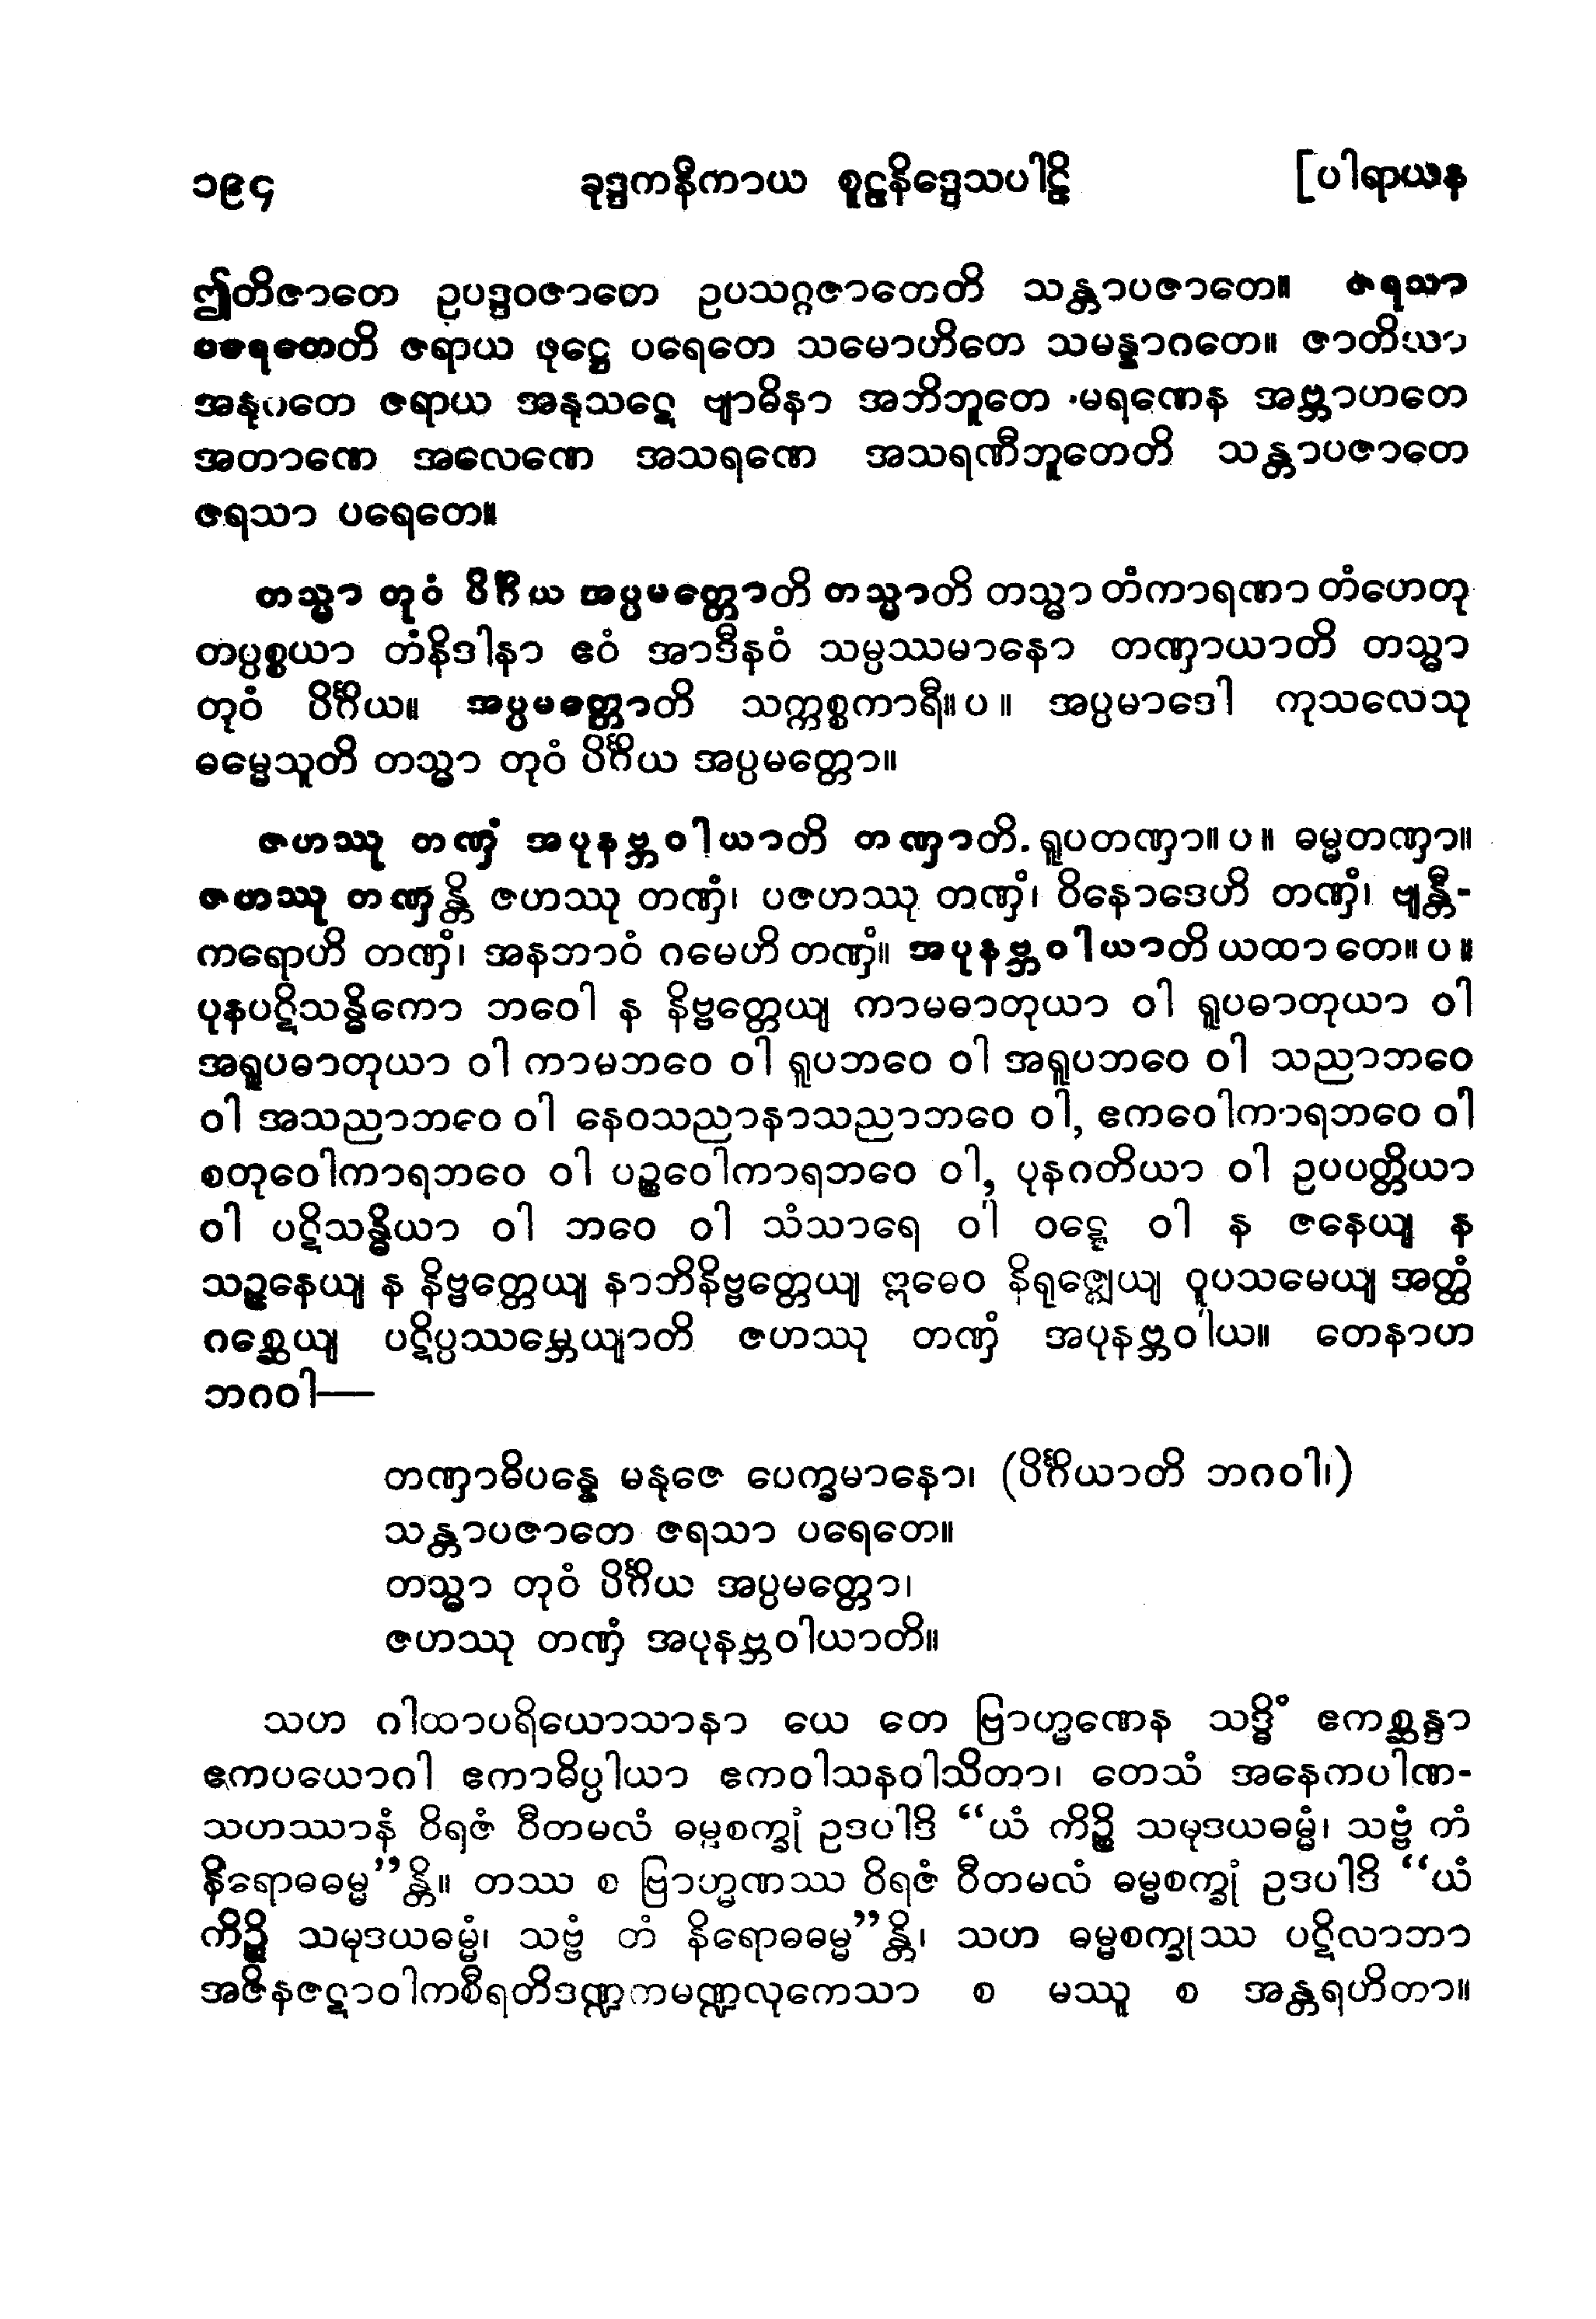 ၁၉၄ ခုဒ္ဒကနိကာယ စူဠနိဒ္ဒေသပါဠိ [ပါရာယန
ဤတိဇာတေ ဥပဒ္ဒဝဇာတေ ဥပသဂ္ဂဇာတေတိ သန္တာပဇာတေ။ ဇရသာ
ပရေတေတိ ဇရာယ ဖုဋ္ဌေ ပရေတေ သမောဟိတေ သမန္နာဂတေ။ ဇာတိယာ
အနုဂတေ ဇရာယ အနုသဋေ ဗျာဓိနာ အဘိဘူတေ မရဏေန အဗ္ဘာဟတေ
အတာဏေ အလေဏေ အသရဏေ အသရဏီဘူတေတိ သန္တာပဇာတေ
ဇရသာ ပရေတေ။
တသ္မာ တုဝံ ပိင်္ဂိယ အပ္ပမတ္တောတိ တသ္မာတိ တသ္မာ တံကာရဏာ တံဟေတု
တပ္ပစ္စယာ တံနိဒါနာ ဧဝံ အာဒီနဝံ သမ္ပဿမာနော တဏှာယာတိ တသ္မာ
တုဝံ ပိင်္ဂိယ။ အပ္ပမတ္တောတိ သက္ကစ္စကာရီ။ ပ ။ အပ္ပမာဒေါ ကုသလေသု
ဓမ္မေသူတိ တသ္မာ တုဝံ ပိင်္ဂိယ အပ္ပမတ္တော။
ဇဟဿု တဏှံ အပုနဗ္ဘဝါယာတိ တဏှာတိ. ရူပတဏှာ။ ပ ။ ဓမ္မတဏှာ။
ဇဟဿု တဏှန္တိ ဇဟဿု တဏှံ၊ ပဇဟဿု တဏှံ၊ ဝိနောဒေဟိ တဏှံ၊ ဗျန္တီ-
ကရောဟိ တဏှံ၊ အနဘာဝံ ဂမေဟိ တဏှံ။ အပုနဗ္ဘဝါယာတိ ယထာ တေ။ ပ ။
ပုနပဋိသန္ဓိကော ဘဝေါ န နိဗ္ဗတ္တေယျ ကာမဓာတုယာ ဝါ ရူပဓာတုယာ ဝါ
အရူပဓာတုယာ ဝါ ကာမဘဝေ ဝါ ရူပဘဝေ ဝါ အရူပဘဝေ ဝါ သညာဘဝေ
ဝါ အသညာဘဝေ ဝါ နေဝသညာနာသညာဘဝေ ဝါ, ဧကဝေါကာရဘဝေ ဝါ
စတုဝေါကာရဘဝေ ဝါ ပဉ္စဝေါကာရဘဝေ ဝါ, ပုနဂတိယာ ဝါ ဥပပတ္တိယာ
ဝါ ပဋိသန္ဓိယာ ဝါ ဘဝေ ဝါ သံသာရေ ဝါ ဝဋ္ဋေ ဝါ န ဇနေယျ န
သဉ္ဇနေယျ န နိဗ္ဗတ္တေယျ နာဘိနိဗ္ဗတ္တေယျ ဣဓေဝ နိရုဇ္ဈေယျ ဝူပသမေယျ အတ္ထံ
ဂစ္ဆေယျ ပဋိပ္ပဿမ္ဘေယျာတိ ဇဟဿု တဏှံ အပုနဗ္ဘဝါယ။ တေနာဟ
ဘဂဝါ—
တဏှာဓိပန္နေ မနုဇေ ပေက္ခမာနော၊ (ပိင်္ဂိယာတိ ဘဂဝါ၊)
သန္တာပဇာတေ ဇရသာ ပရေတေ။
တသ္မာ တုဝံ ပိင်္ဂိယ အပ္ပမတ္တော၊
ဇဟဿု တဏှံ အပုနဗ္ဘဝါယာတိ။
သဟ ဂါထာပရိယောသာနာ ယေ တေ ဗြာဟ္မဏေန သဒ္ဓိံ ဧကစ္ဆန္ဒာ
ဧကပယောဂါ ဧကာဓိပ္ပါယာ ဧကဝါသနဝါသိတာ၊ တေသံ အနေကပါဏ-
သဟဿာနံ ဝိရဇံ ဝီတမလံ ဓမ္မစက္ခုံ ဥဒပါဒိ “ယံ ကိဉ္စိ သမုဒယဓမ္မံ၊ သဗ္ဗံ တံ
နိရောဓဓမ္မ”န္တိ။ တဿ စ ဗြာဟ္မဏဿ ဝိရဇံ ဝီတမလံ ဓမ္မစက္ခုံ ဥဒပါဒိ “ယံ
ကိဉ္စိ သမုဒယဓမ္မံ၊ သဗ္ဗံ တံ နိရောဓဓမ္မ”န္တိ၊ သဟ ဓမ္မစက္ခုဿ ပဋိလာဘာ
အဇိနဇဋာဝါကစီရတိဒဏ္ဍကမဏ္ဍလုကေသာ စ မဿူ စ အန္တရဟိတာ။